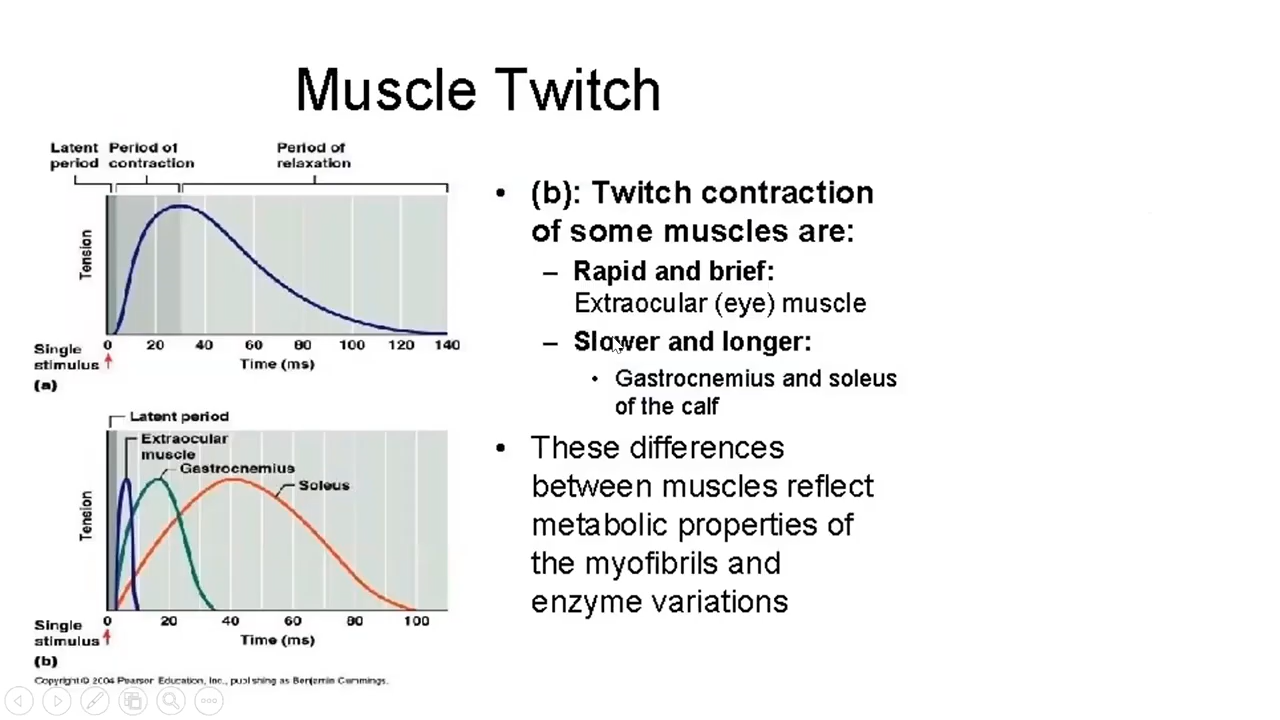 Muscle Twitch
Latent Period of Period of
period contraction relaxation
Tension
0 20 40 60 80 100 120 140
Single
stimulus
Time (ms)
(a)
Latent period
Extraocular
muscle
Gastrocnemius
Soleus
Tension
0 20 40 60 80 100
Single
stimulus
Time (ms)
(b)
Copyright © 2004 Pearson Education, Inc., publishing as Benjamin Cummings.
• (b): Twitch contraction
of some muscles are:
– Rapid and brief:
Extraocular (eye) muscle
– Slower and longer:
• Gastrocnemius and soleus
of the calf
• These differences
between muscles reflect
metabolic properties of
the myofibrils and
enzyme variations